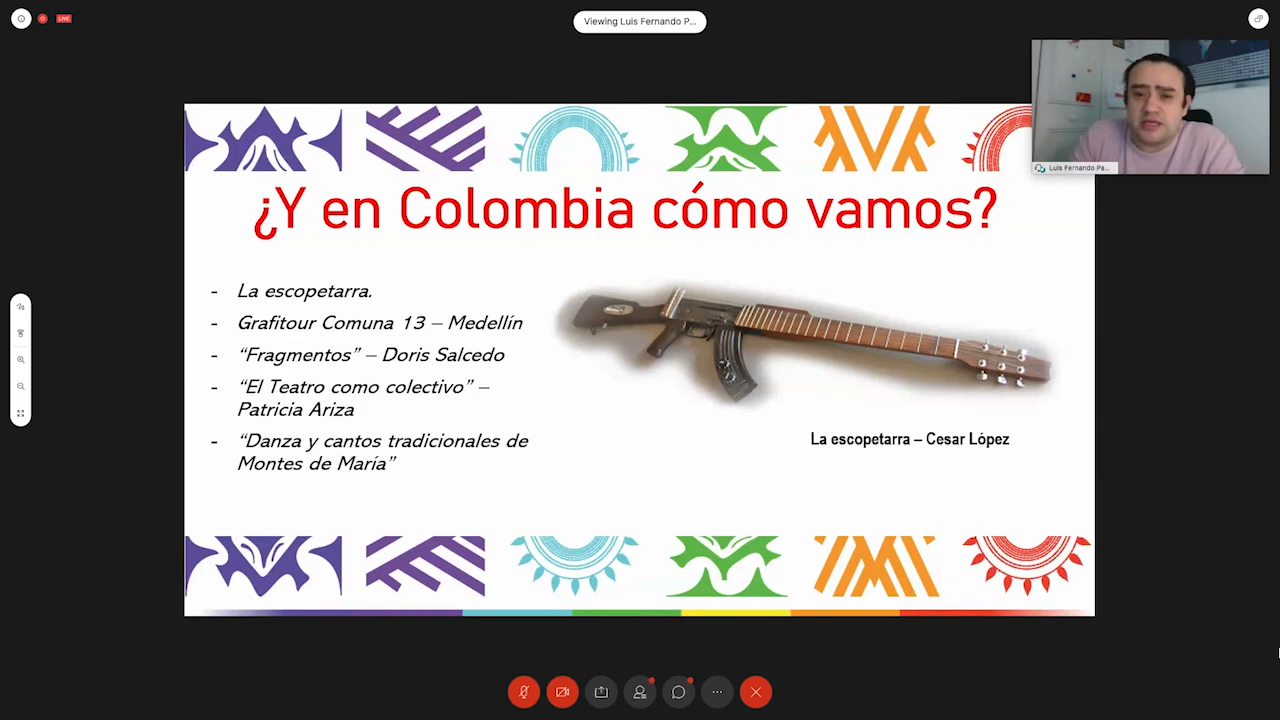 LIVE
Viewing Luis Fernando P...
Luis Fernando Pa...
¿Y en Colombia cómo vamos?
- La escopetarra.
- Grafitour Comuna 13 – Medellín
- “Fragmentos” – Doris Salcedo
- “El Teatro como colectivo” –
Patricia Ariza
- “Danza y cantos tradicionales de
Montes de María”
La escopetarra – Cesar López